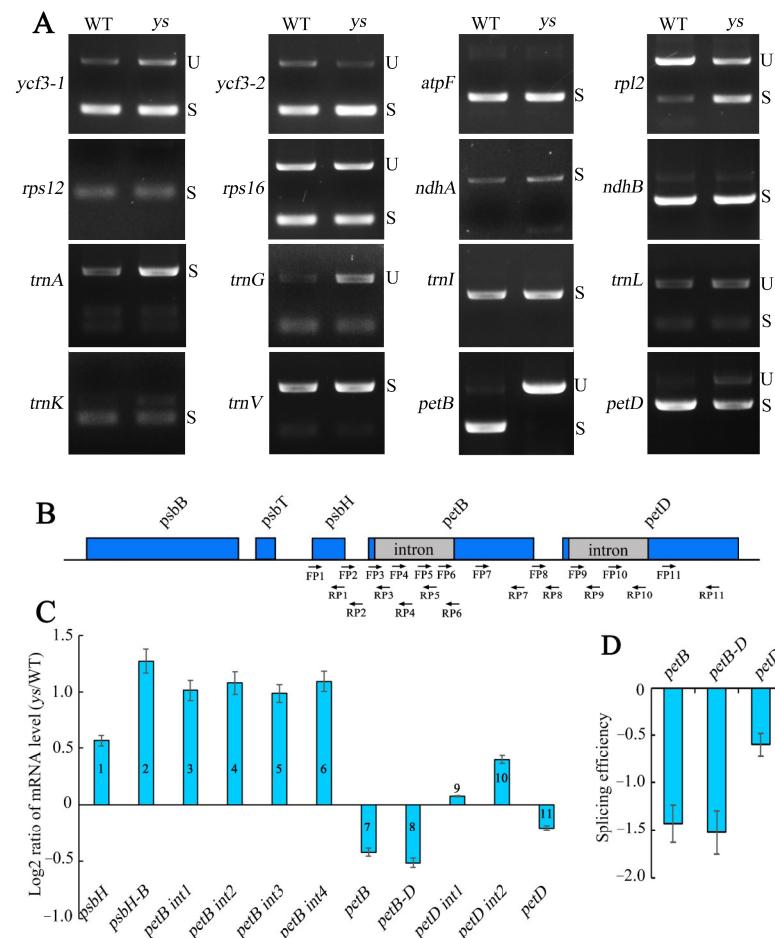 A
WT ys WT ys WT ys WT ys
ycf3-1 U S ycf3-2 U S atpF S rpl2 U S
rps12 S rps16 U S ndhA S ndhB S
trnA S trnG U trnI S trnL U S
trnK S trnV S petB U S petD U S
B
psbB psbT psbH petB petD
intron intron
FP1 FP2 FP3 FP4 FP5 FP6 FP7 FP8 FP9 FP10 FP11
RP1 RP3 RP5 RP7 RP8 RP9 RP10 RP11
RP2 RP4 RP6
C
Log2 ratio of mRNA level (ys/WT)
1.5
1.0
0.5
0
−0.5
−1.0
1 2 3 4 5 6 7 8 9 10 11
psbH psbH-B petB int1 petB int2 petB int3 petB int4 petB petB-D petD int1 petD int2 petD
D
petB petB-D petD
Splicing efficiency
0
−0.5
−1.0
−1.5
−2.0